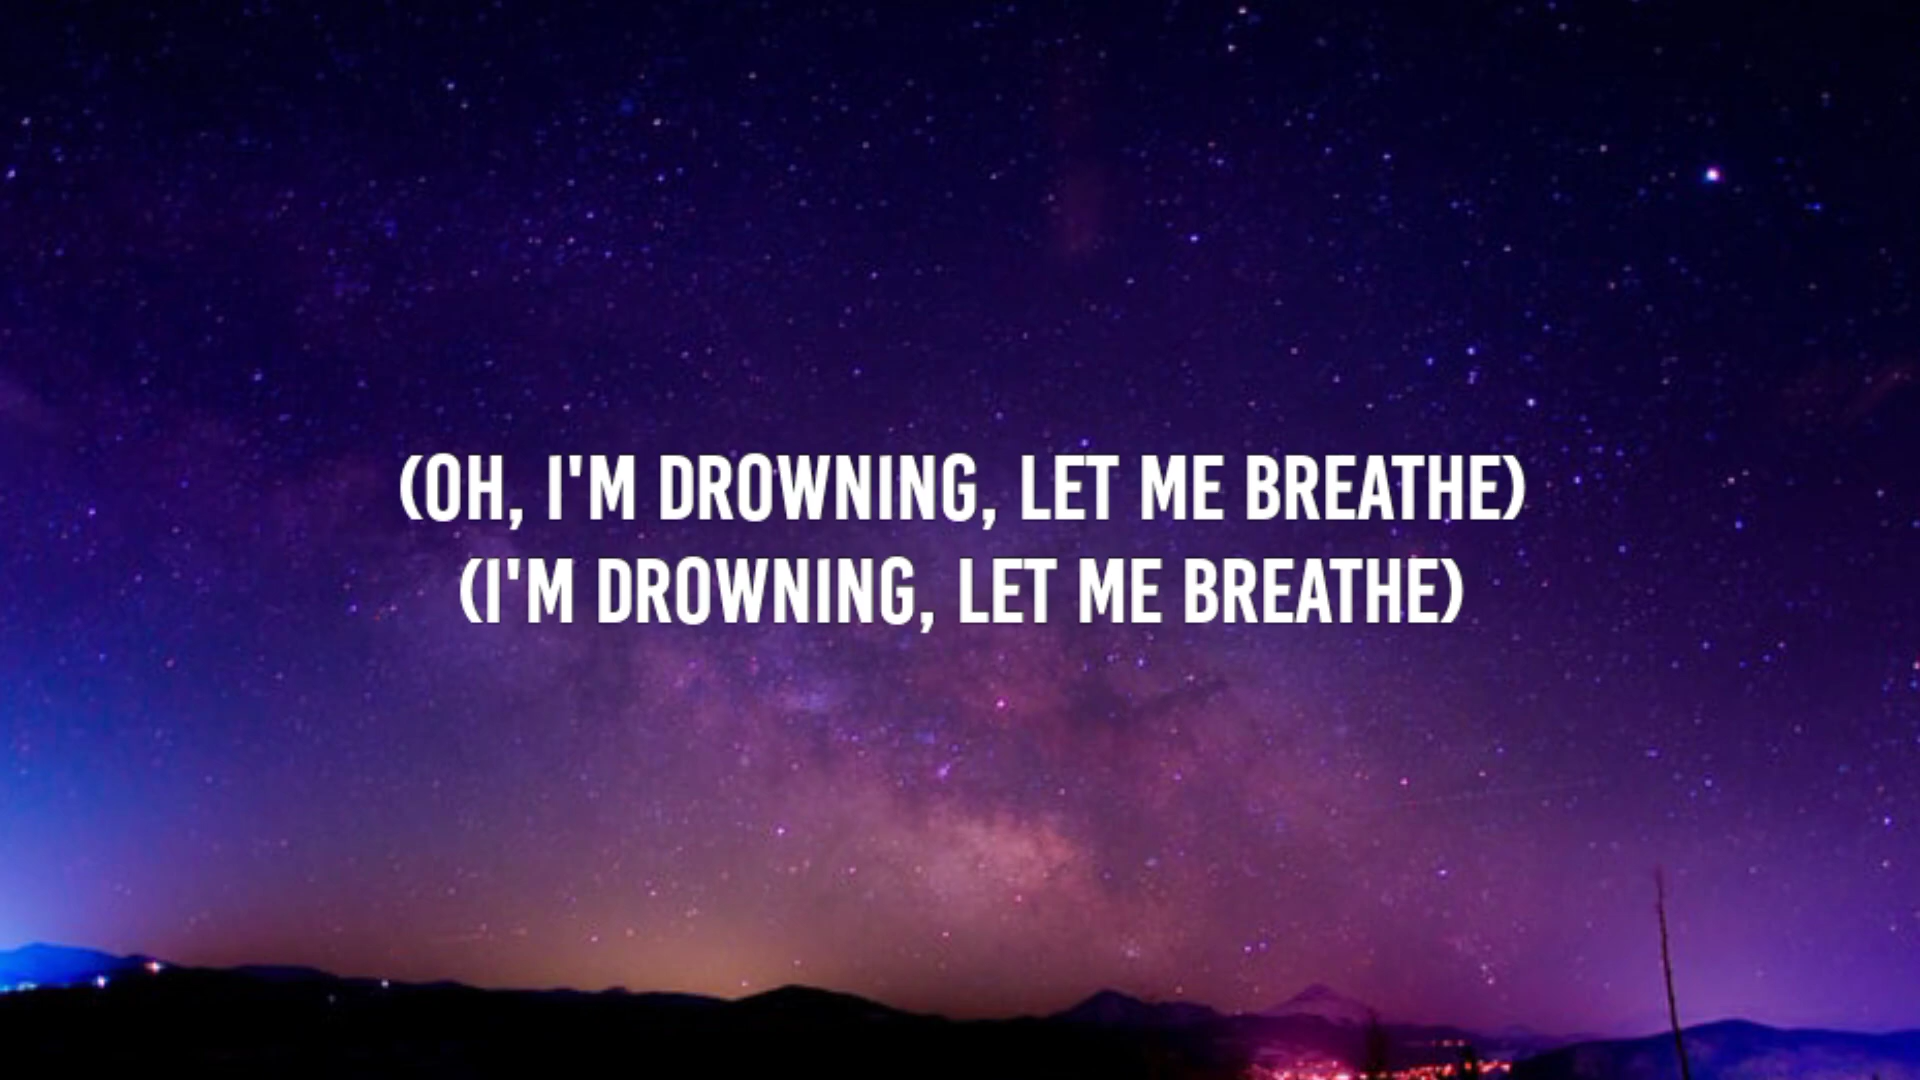 (OH, I'M DROWNING, LET ME BREATHE)
(I'M DROWNING, LET ME BREATHE)